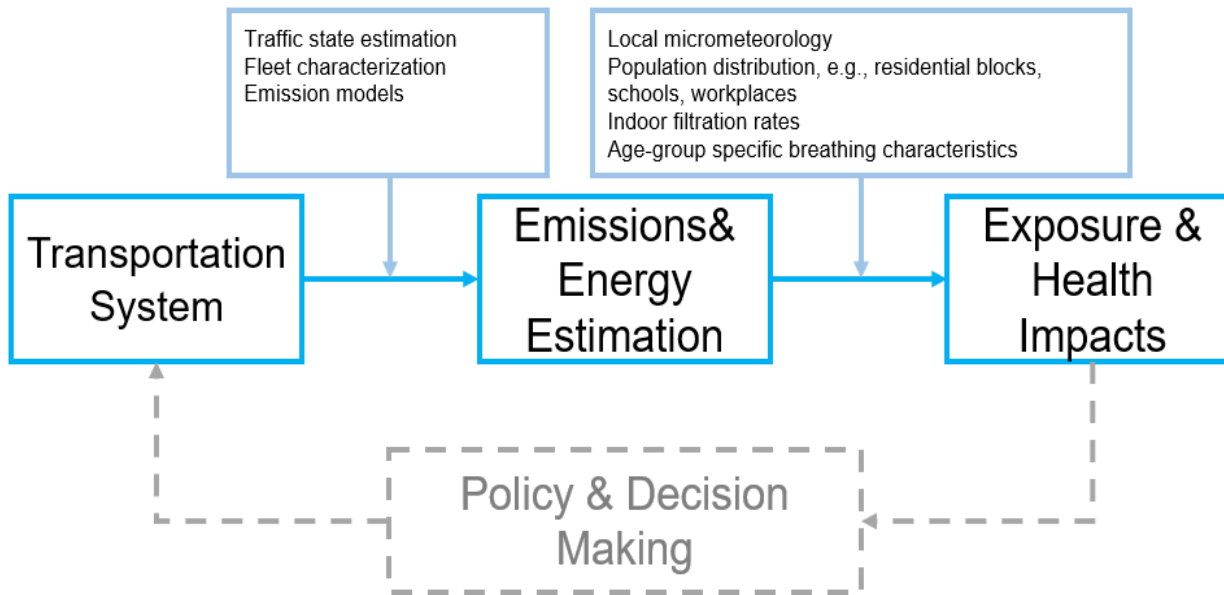 Traffic state estimation
Fleet characterization
Emission models
Local micrometeorology
Population distribution, e.g., residential blocks,
schools, workplaces
Indoor filtration rates
Age-group specific breathing characteristics
Transportation
System
Emissions&
Energy
Estimation
Exposure &
Health
Impacts
Policy & Decision
Making